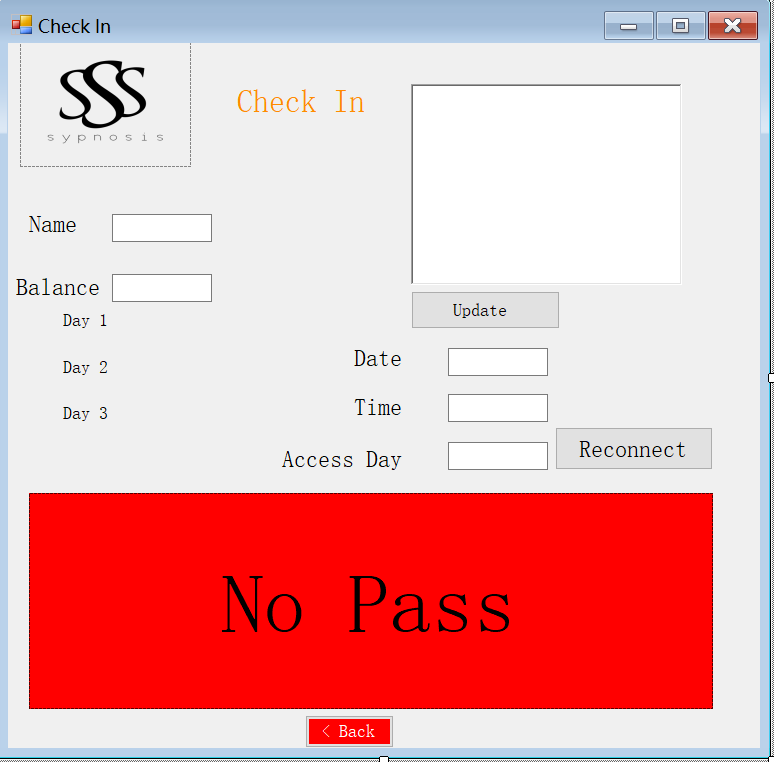 Check In
SSS
sypnosis
Check In
Name
Balance
Day 1
Day 2
Day 3
Update
Date
Time
Access Day
Reconnect
No Pass
< Back